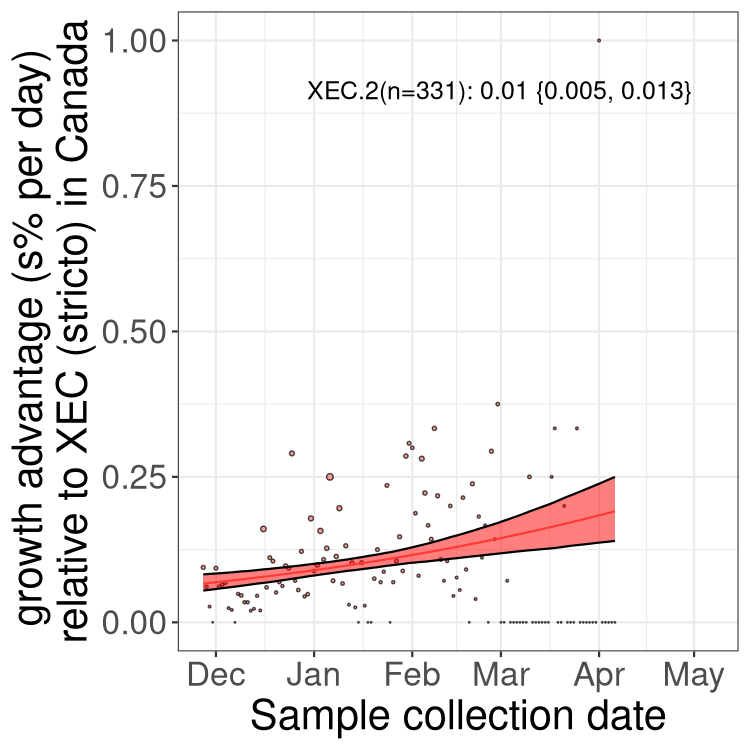 growth advantage (s% per day)
relative to XEC (stricto) in Canada
1.00
0.75
0.50
0.25
0.00
XEC.2(n=331): 0.01 {0.005, 0.013}
Dec Jan Feb Mar Apr May
Sample collection date